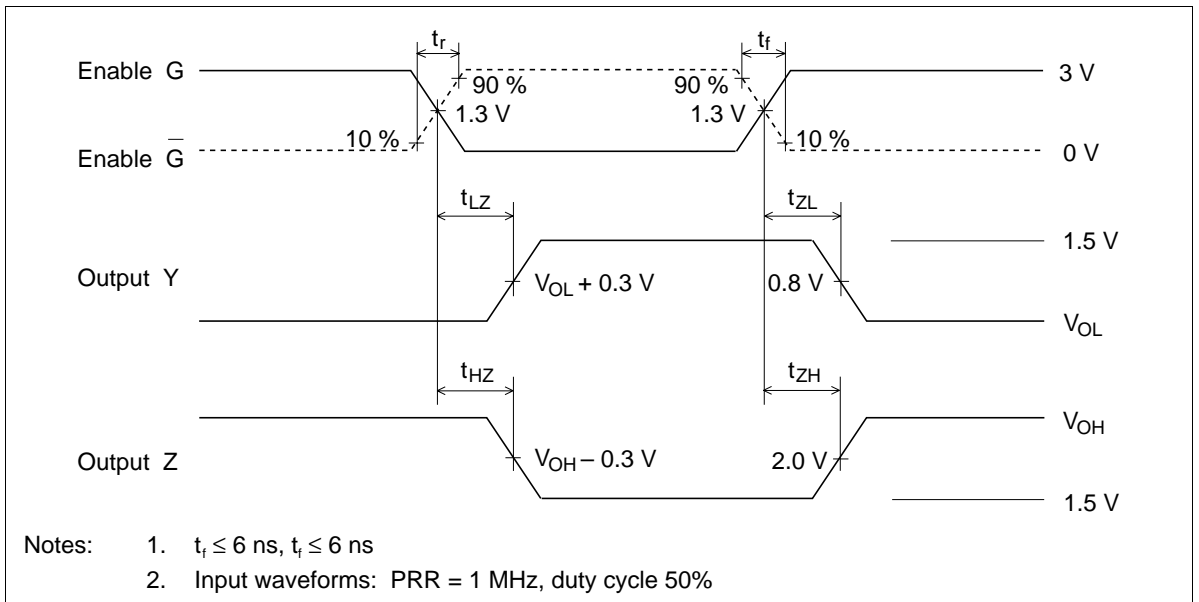 tr tf
Enable G 3 V
90 % 90 %
1.3 V 1.3 V
10 % 10 %
Enable G̅ 0 V
tLZ tZL
1.5 V
Output Y VOL + 0.3 V 0.8 V
VOL
tHZ tZH
VOH
Output Z VOH – 0.3 V 2.0 V
1.5 V
Notes: 1. tf ≤ 6 ns, tf ≤ 6 ns
2. Input waveforms: PRR = 1 MHz, duty cycle 50%